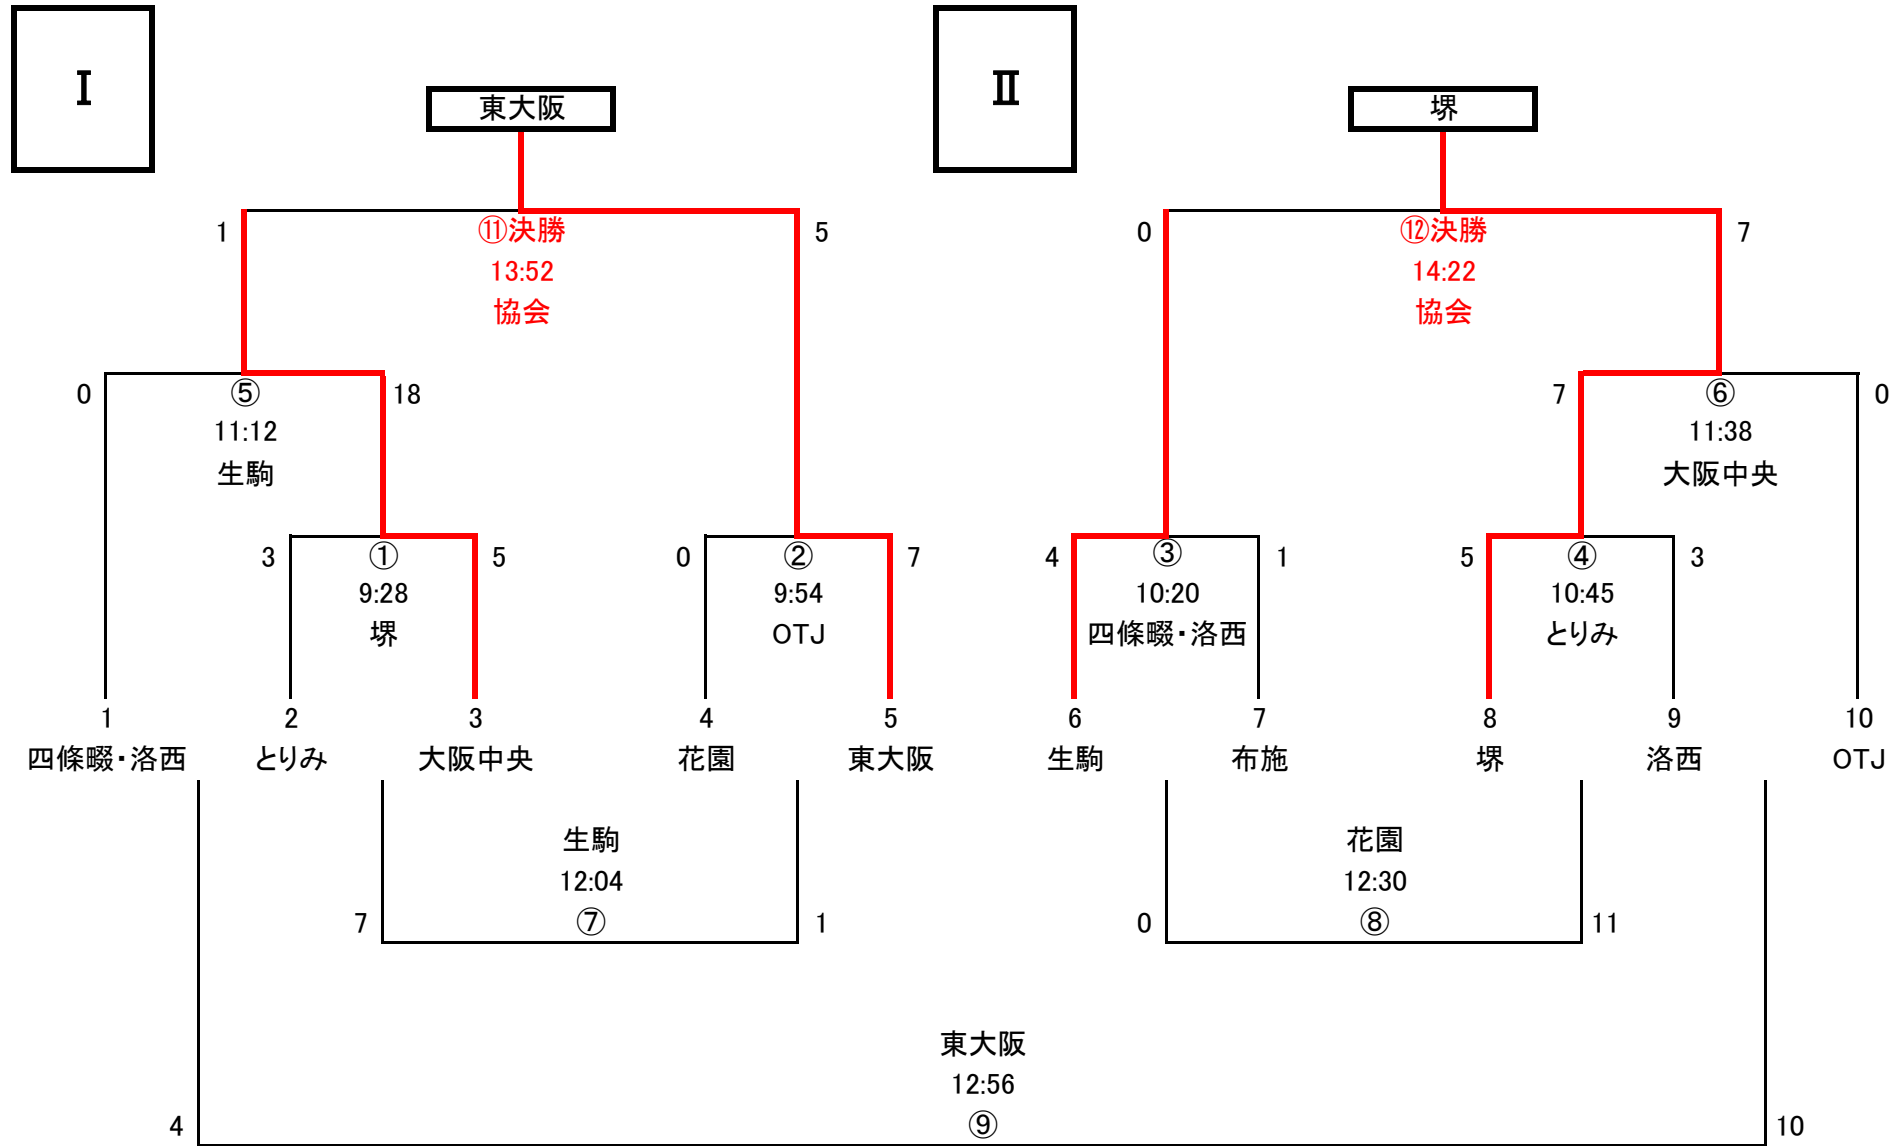 Ⅰ
Ⅱ
東大阪
堺
1
⑪決勝
5
0
⑫決勝
7
13:52
14:22
協会
協会
0
⑤
18
7
⑥
0
11:12
11:38
生駒
大阪中央
3
①
5
0
②
7
4
③
1
5
④
3
9:28
9:54
10:20
10:45
堺
OTJ
四條畷・洛西
とりみ
1
2
3
4
5
6
7
8
9
10
四條畷・洛西
とりみ
大阪中央
花園
東大阪
生駒
布施
堺
洛西
OTJ
生駒
花園
12:04
12:30
7
⑦
1
0
⑧
11
東大阪
12:56
4
⑨
10